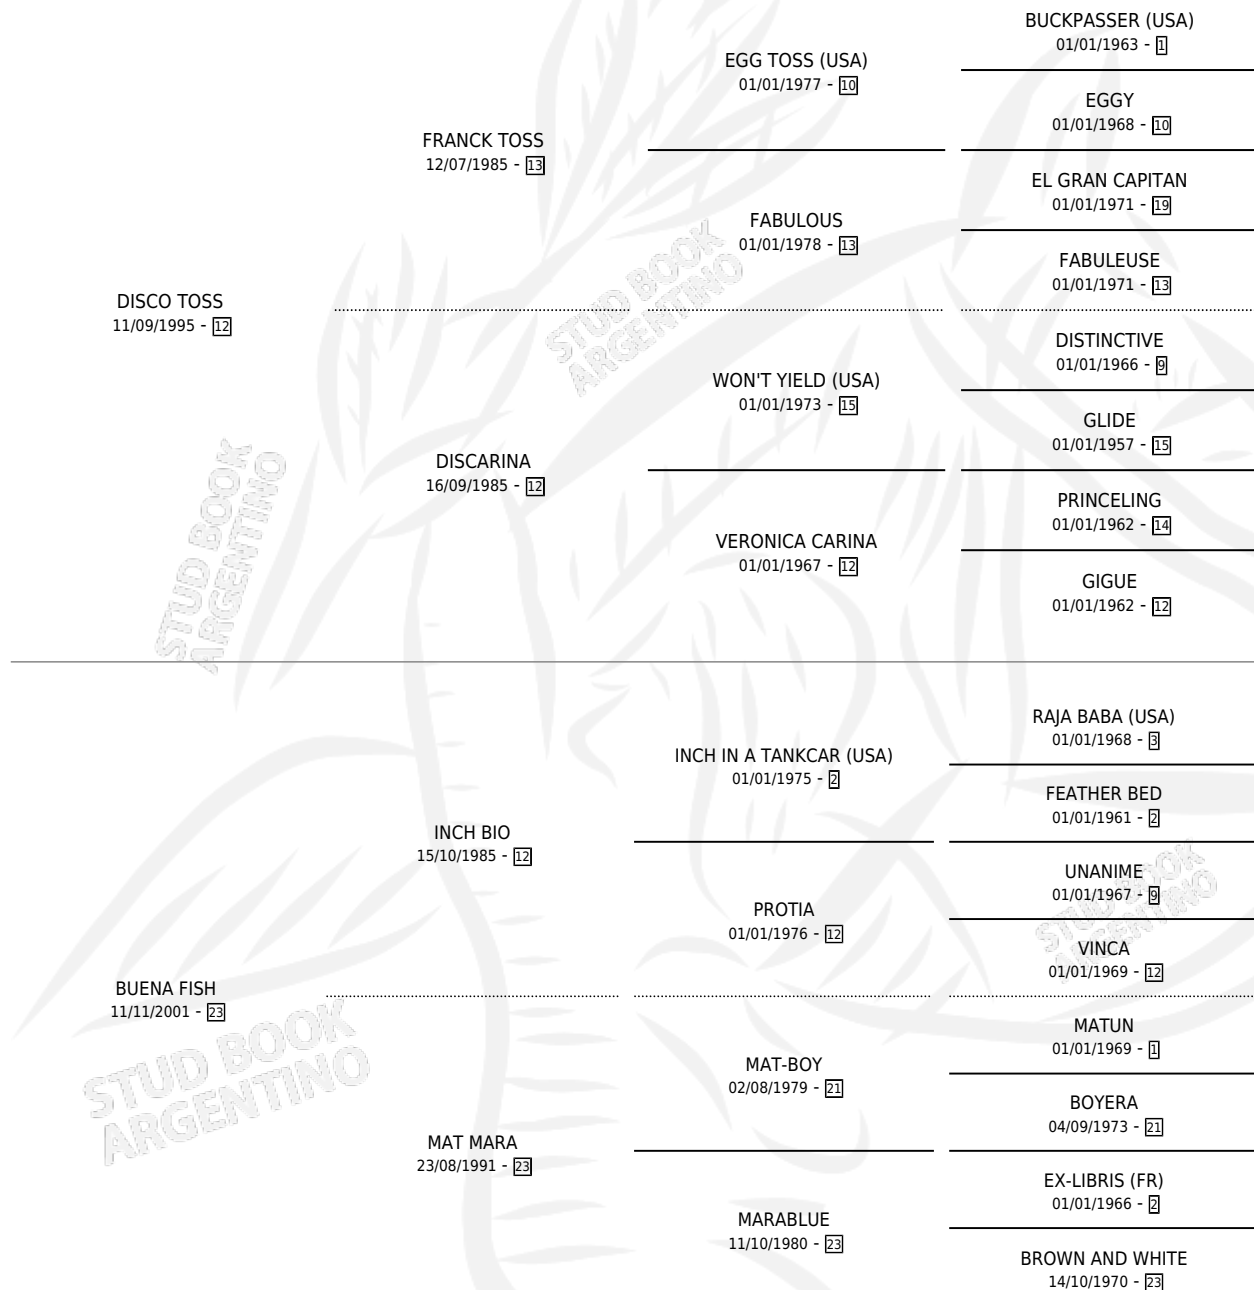 BUCKPASSER (USA)
01/01/1963 - 1
EGG TOSS (USA)
01/01/1977 - 10
EGGY
01/01/1968 - 10
FRANCK TOSS
12/07/1985 - 13
EL GRAN CAPITAN
01/01/1971 - 19
FABULOUS
01/01/1978 - 13
FABULEUSE
01/01/1971 - 13
DISCO TOSS
11/09/1995 - 12
DISTINCTIVE
01/01/1966 - 9
WON'T YIELD (USA)
01/01/1973 - 15
GLIDE
01/01/1957 - 15
DISCARINA
16/09/1985 - 12
PRINCELING
01/01/1962 - 14
VERONICA CARINA
01/01/1967 - 12
GIGUE
01/01/1962 - 12
STUD BOOK
ARGENTINO
STUD BOOK
ARGENTINO
RAJA BABA (USA)
01/01/1968 - 3
INCH IN A TANKCAR (USA)
01/01/1975 - 2
FEATHER BED
01/01/1961 - 2
INCH BIO
15/10/1985 - 12
UNANIME
01/01/1967 - 9
PROTIA
01/01/1976 - 12
VINCA
01/01/1969 - 12
BUENA FISH
11/11/2001 - 23
MATUN
01/01/1969 - 1
MAT-BOY
02/08/1979 - 21
BOYERA
04/09/1973 - 21
MAT MARA
23/08/1991 - 23
EX-LIBRIS (FR)
01/01/1966 - 2
MARABLUE
11/10/1980 - 23
BROWN AND WHITE
14/10/1970 - 23
STUD BOOK
ARGENTINO
STUD BOOK
ARGENTINO